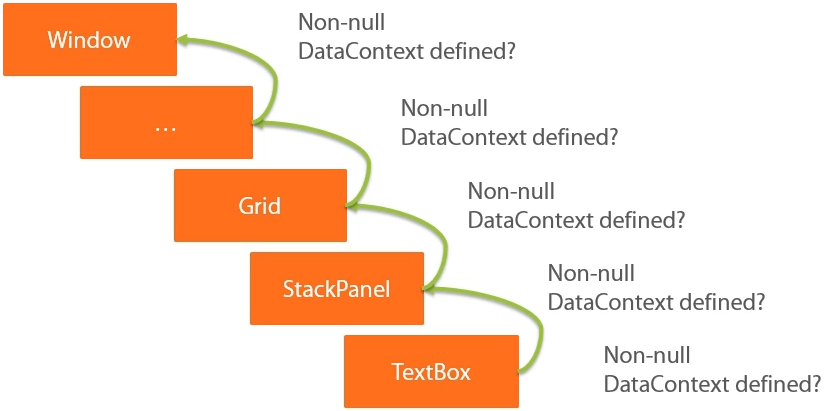 Window
Non-null
DataContext defined?
...
Non-null
DataContext defined?
Grid
Non-null
DataContext defined?
StackPanel
Non-null
DataContext defined?
TextBox
Non-null
DataContext defined?